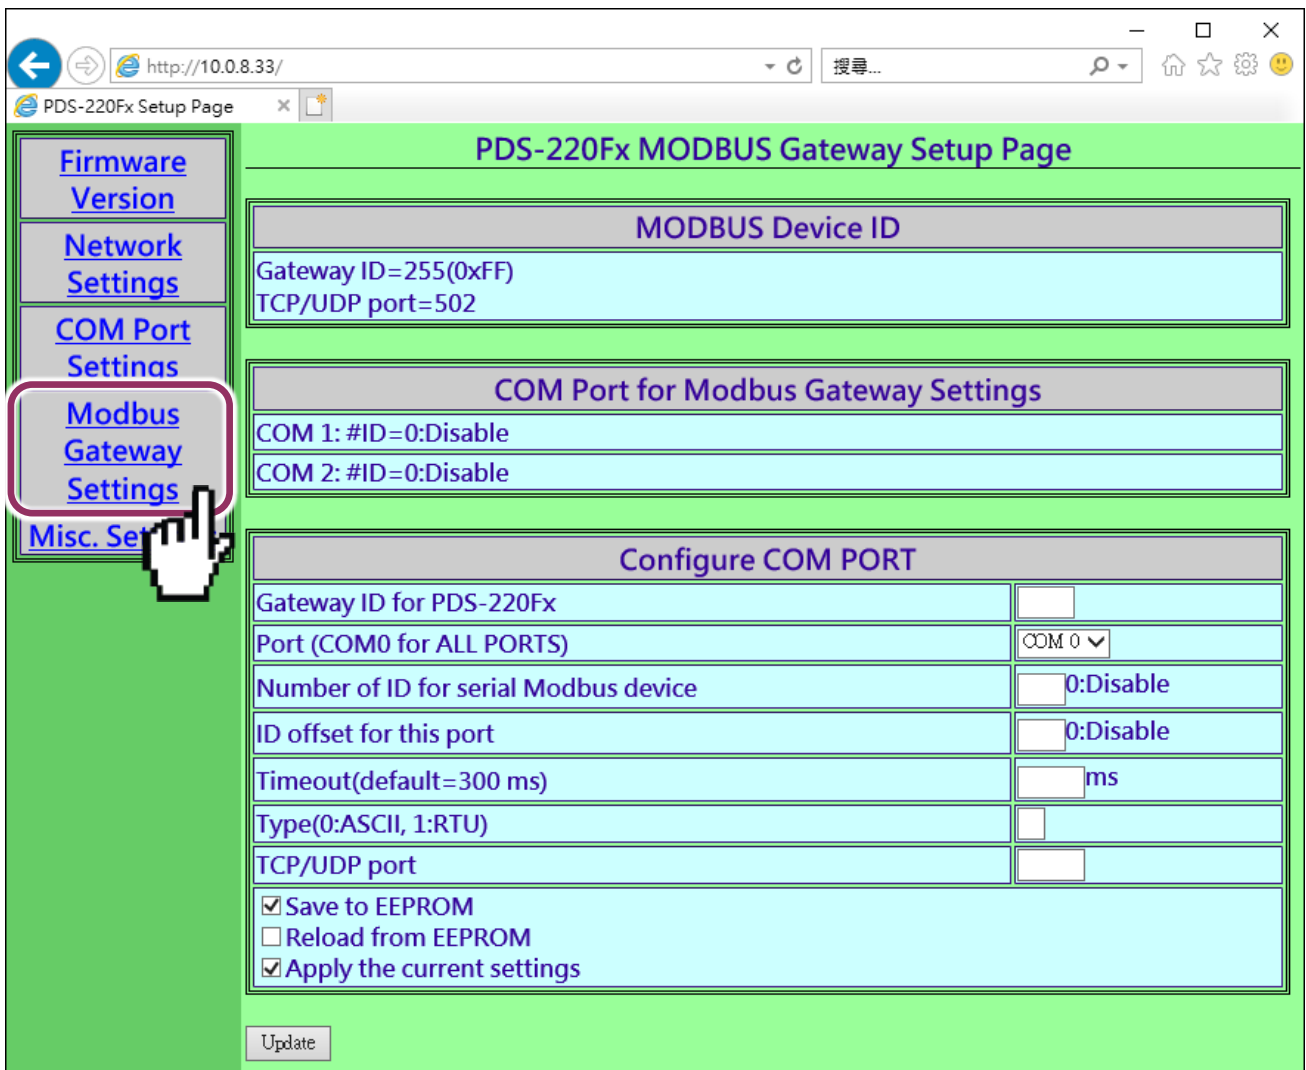 http://10.0.8.33/
搜尋...
PDS-220Fx Setup Page
Firmware
Version
Network
Settings
COM Port
Settings
Modbus
Gateway
Settings
Misc.
PDS-220Fx MODBUS Gateway Setup Page
MODBUS Device ID
Gateway ID=255(0xFF)
TCP/UDP port=502
COM Port for Modbus Gateway Settings
COM 1: #ID=0:Disable
COM 2: #ID=0:Disable
Configure COM PORT
Gateway ID for PDS-220Fx
Port (COM0 for ALL PORTS)
COM 0
Number of ID for serial Modbus device
0:Disable
ID offset for this port
0:Disable
Timeout(default=300 ms)
ms
Type(0:ASCII, 1:RTU)
TCP/UDP port
Save to EEPROM
Reload from EEPROM
Apply the current settings
Update